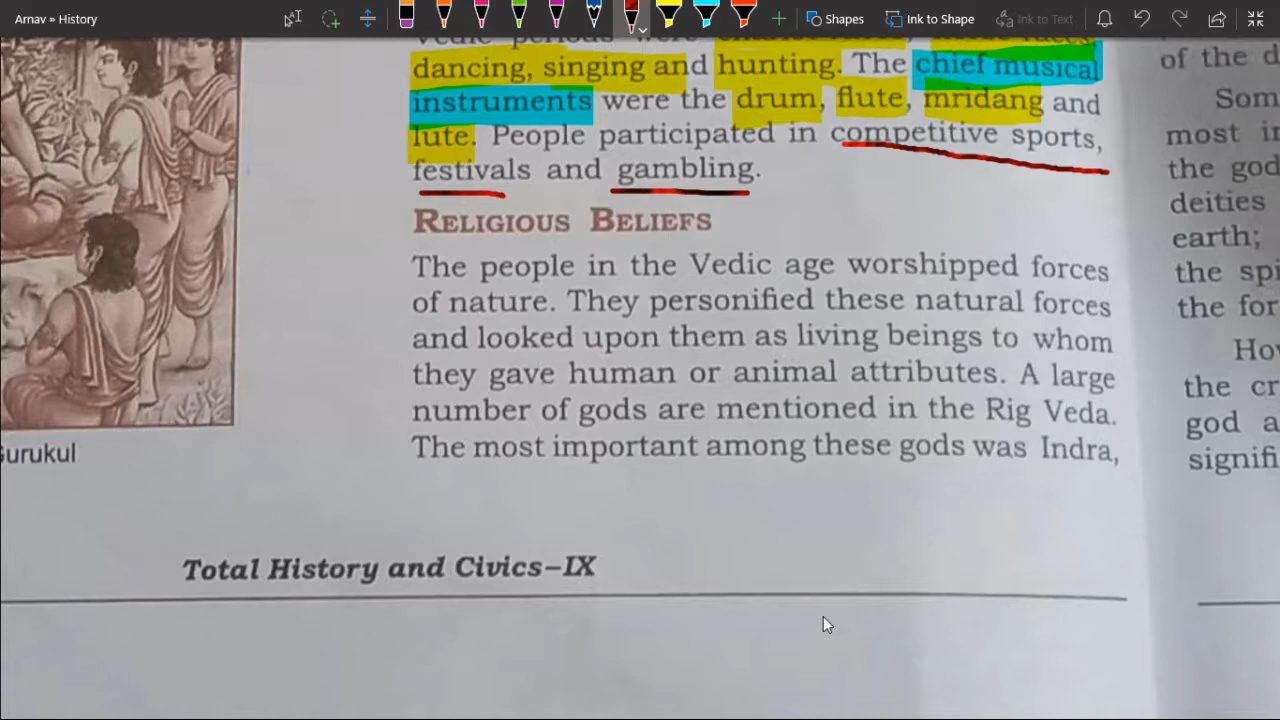 Arnav » History
Shapes
Ink to Shape
Ink to Text
dancing, singing and hunting. The chief musical
instruments were the drum, flute, mridang and
lute. People participated in competitive sports,
festivals and gambling.
RELIGIOUS BELIEFS
The people in the Vedic age worshipped forces
of nature. They personified these natural forces
and looked upon them as living beings to whom
they gave human or animal attributes. A large
number of gods are mentioned in the Rig Veda.
The most important among these gods was Indra,
Gurukul
Total History and Civics–IX
of the d
Som
most in
the god
deities
earth;
the spi
the for
Ho
the cr
god a
signifi